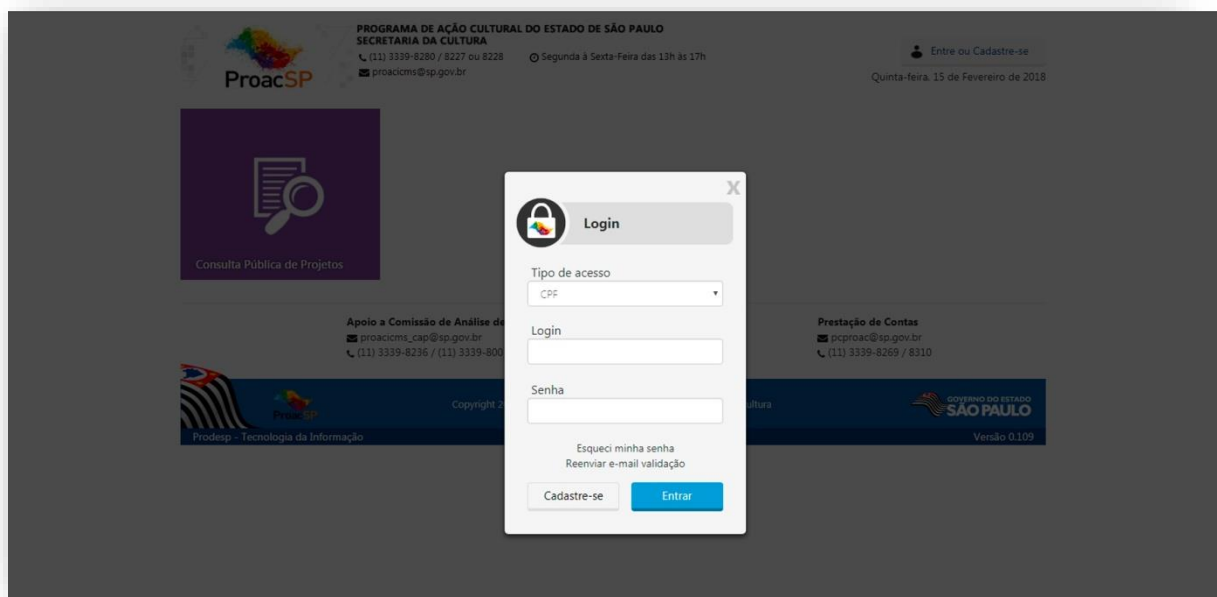 PROGRAMA DE AÇÃO CULTURAL DO ESTADO DE SÃO PAULO
SECRETARIA DA CULTURA
(11) 3339-8280 / 8227 ou 8228 Segunda à Sexta-Feira das 13h às 17h
proacicms@sp.gov.br
ProacSP
Entre ou Cadastre-se
Quinta-feira, 15 de Fevereiro de 2018
Consulta Pública de Projetos
X
Login
Tipo de acesso
CPF
Login
Senha
Esqueci minha senha
Reenviar e-mail validação
Cadastre-se Entrar
Apoio a Comissão de Análise de
proacicms_cap@sp.gov.br
(11) 3339-8236 / (11) 3339-800
Prestação de Contas
pcproac@sp.gov.br
(11) 3339-8269 / 8310
ProacSP
Copyright 2
ultura
GOVERNO DO ESTADO
SÃO PAULO
Prodesp - Tecnologia da Informação
Versão 0.109